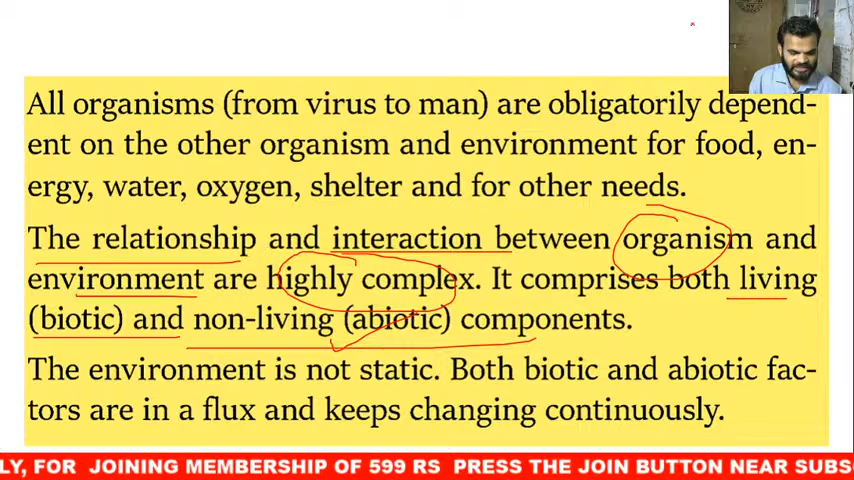 All organisms (from virus to man) are obligatorily depend-
ent on the other organism and environment for food, en-
ergy, water, oxygen, shelter and for other needs.
The relationship and interaction between organism and
environment are highly complex. It comprises both living
(biotic) and non-living (abiotic) components.
The environment is not static. Both biotic and abiotic fac-
tors are in a flux and keeps changing continuously.
LY, FOR JOINING MEMBERSHIP OF 599 RS PRESS THE JOIN BUTTON NEAR SUBS